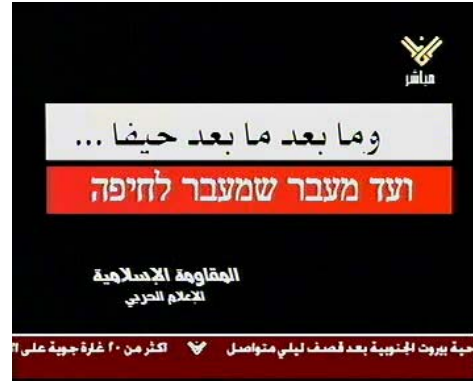 مباشر
وما بعد ما بعد حيفا ...
ועד מעבר שמעבר לחיפה
المقاومة الإسلامية
الإعلام الحربي
حية بيروت الجنوبية بعد قصف ليلي متواصل اكثر من ٢٠ غارة جوية على